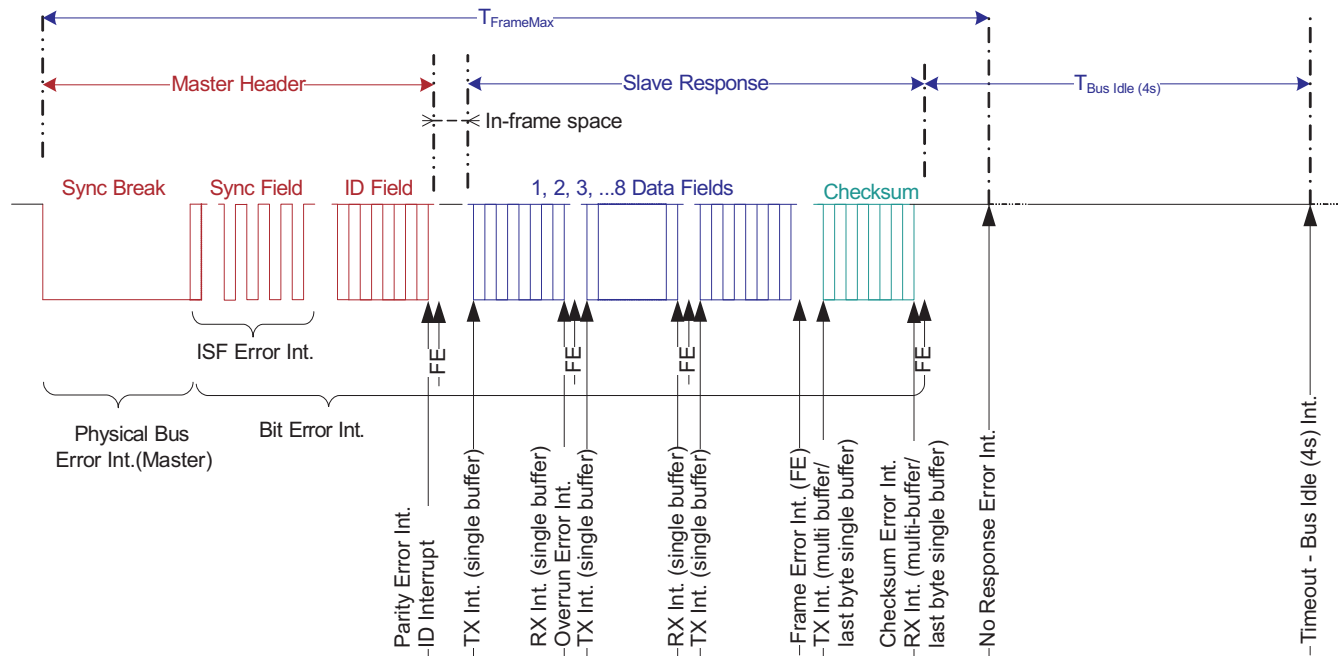 TFrameMax
Master Header
Slave Response
TBus Idle (4s)
In-frame space
Sync Break
Sync Field
ID Field
1, 2, 3, ...8 Data Fields
Checksum
ISF Error Int.
FE
FE
FE
FE
Physical Bus
Error Int.(Master)
Bit Error Int.
Parity Error Int.
ID Interrupt
TX Int. (single buffer)
RX Int. (single buffer)
Overrun Error Int.
TX Int. (single buffer)
RX Int. (single buffer)
TX Int. (single buffer)
Frame Error Int. (FE)
TX Int. (multi buffer/
last byte single buffer)
Checksum Error Int.
RX Int. (multi-buffer/
last byte single buffer)
No Response Error Int.
Timeout - Bus Idle (4s) Int.